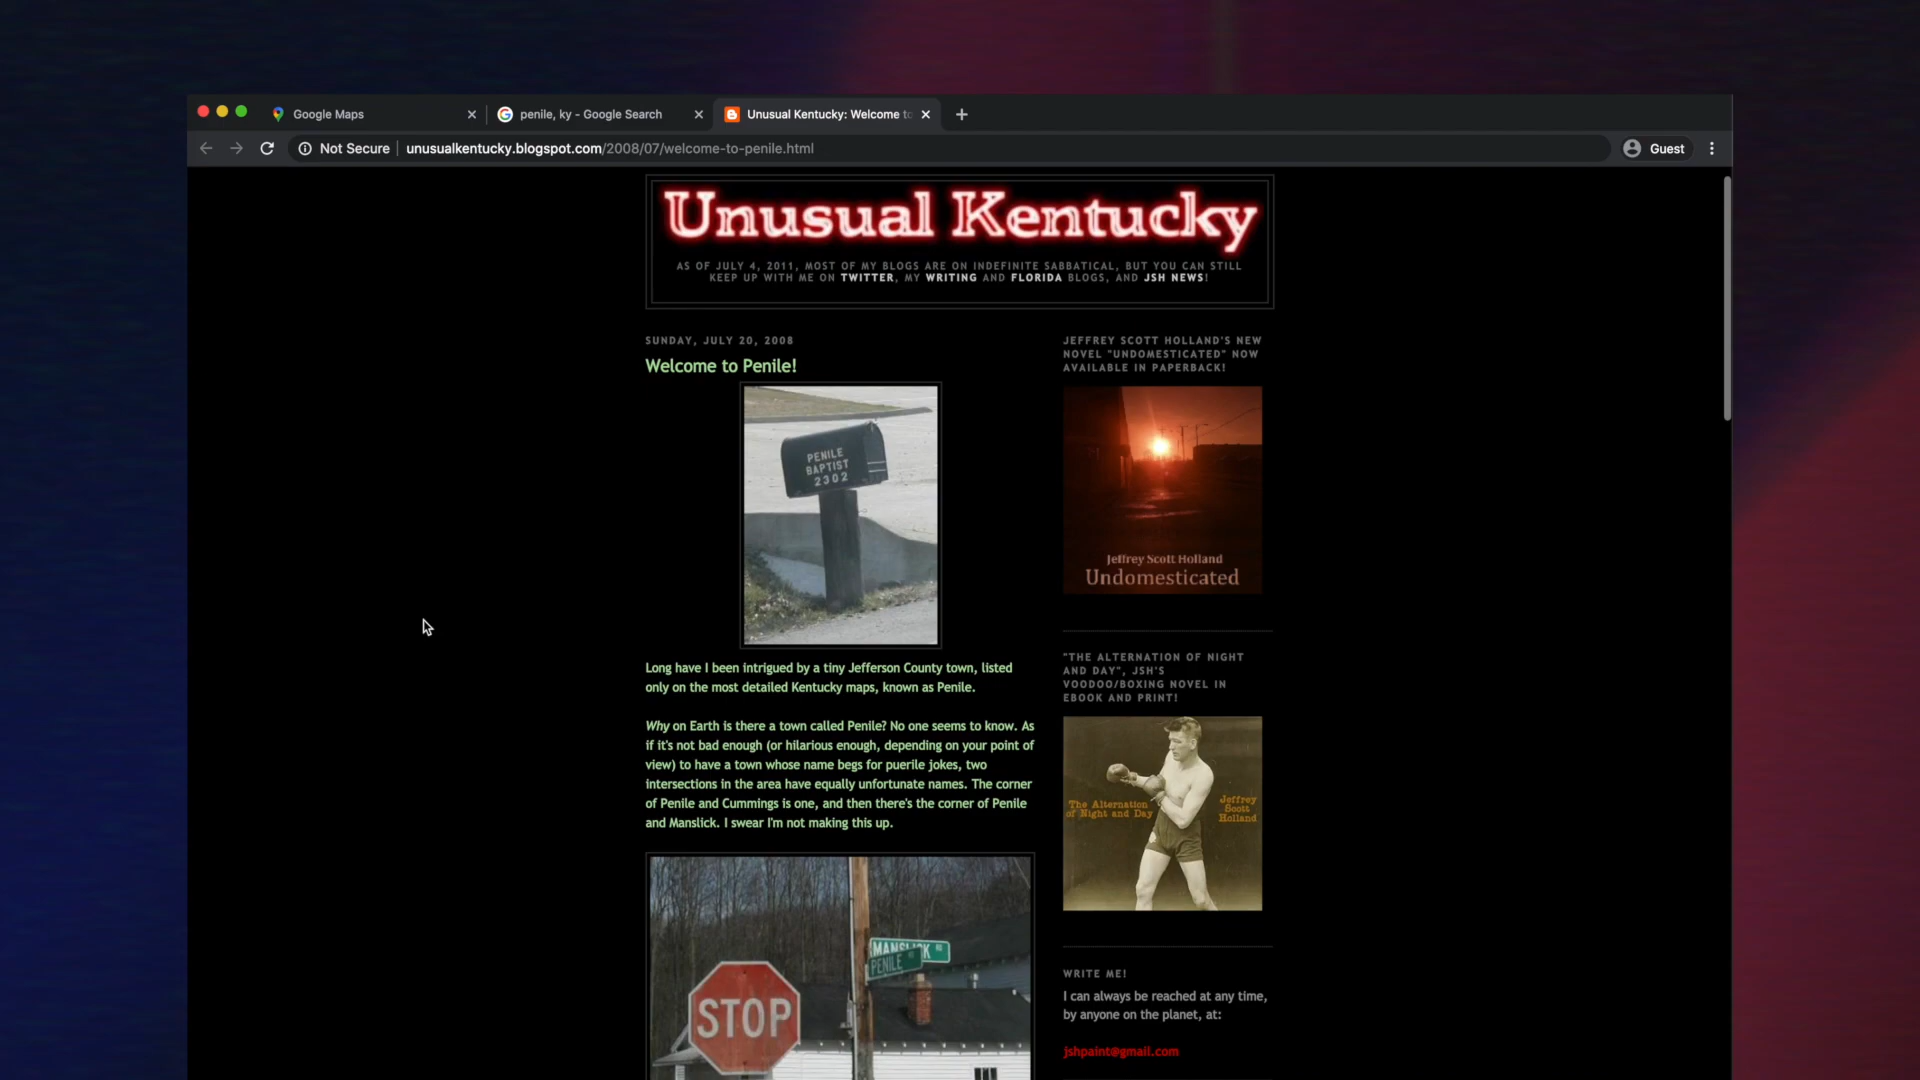 Google Maps
penile, ky - Google Search
Unusual Kentucky: Welcome to
Not Secure
unusualkentucky.blogspot.com/2008/07/welcome-to-penile.html
Guest
Unusual Kentucky
AS OF JULY 4, 2011, MOST OF MY BLOGS ARE ON INDEFINITE SABBATICAL, BUT YOU CAN STILL
KEEP UP WITH ME ON TWITTER, MY WRITING AND FLORIDA BLOGS, AND JSH NEWS!
SUNDAY, JULY 20, 2008
Welcome to Penile!
PENILE
BAPTIST
2302
Long have I been intrigued by a tiny Jefferson County town, listed
only on the most detailed Kentucky maps, known as Penile.
Why on Earth is there a town called Penile? No one seems to know. As
if it's not bad enough (or hilarious enough, depending on your point of
view) to have a town whose name begs for puerile jokes, two
intersections in the area have equally unfortunate names. The corner
of Penile and Cummings is one, and then there's the corner of Penile
and Manslick. I swear I'm not making this up.
MANSLICK RD
PENILE
STOP
JEFFREY SCOTT HOLLAND'S NEW
NOVEL "UNDOMESTICATED" NOW
AVAILABLE IN PAPERBACK!
Jeffrey Scott Holland
Undomesticated
"THE ALTERNATION OF NIGHT
AND DAY", JSH'S
VOODOO/BOXING NOVEL IN
EBOOK AND PRINT!
The Alternation
of Night and Day
Jeffrey
Scott
Holland
WRITE ME!
I can always be reached at any time,
by anyone on the planet, at:
jshpaint@gmail.com